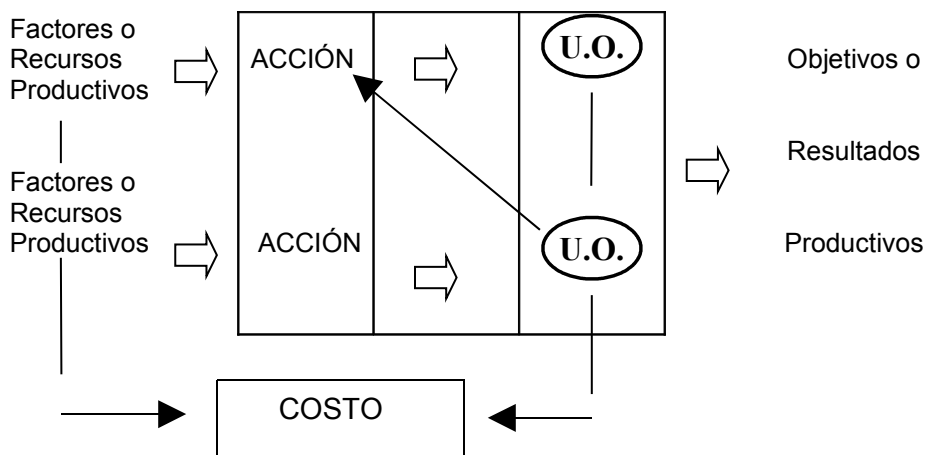 Factores o
Recursos
Productivos
ACCIÓN
U.O.
Objetivos o
Resultados
Factores o
Recursos
Productivos
ACCIÓN
U.O.
Productivos
COSTO